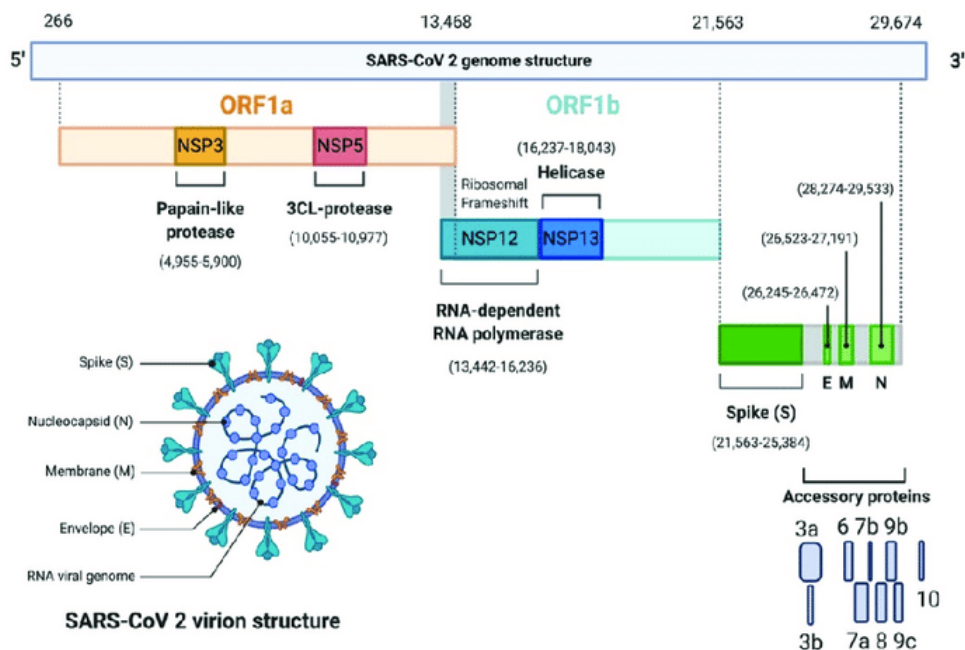 266 13,468 21,563 29,674
5' SARS-CoV 2 genome structure 3'
ORF1a ORF1b
NSP3 NSP5
(16,237-18,043)
Helicase
Ribosomal
Frameshift
Papain-like
protease
(4,955-5,900)
3CL-protease
(10,055-10,977)
NSP12 NSP13
RNA-dependent
RNA polymerase
(13,442-16,236)
(28,274-29,533)
(26,523-27,191)
(26,245-26,472)
E M N
Spike (S)
(21,563-25,384)
Accessory proteins
3a 6 7b 9b
10
3b 7a 8 9c
Spike (S)
Nucleocapsid (N)
Membrane (M)
Envelope (E)
RNA viral genome
SARS-CoV 2 virion structure